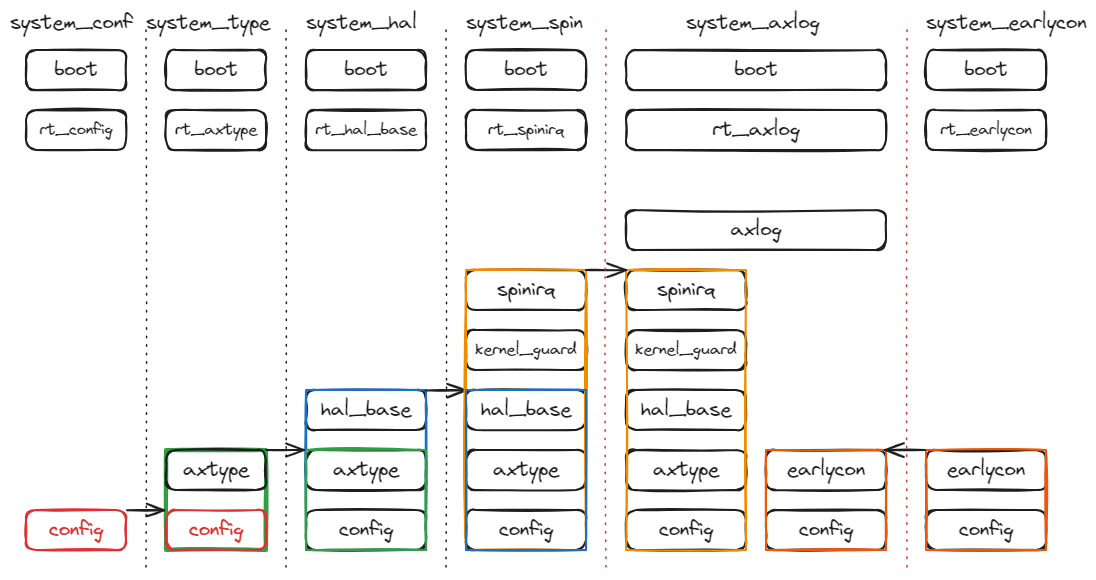 system_conf system_type system_hal system_spin system_axlog system_earlycon
boot boot boot boot boot boot
rt_config rt_axtype rt_hal_base rt_spinirq rt_axlog rt_earlycon
axlog
spinirq spinirq
kernel_guard kernel_guard
hal_base hal_base hal_base
axtype axtype axtype axtype earlycon earlycon
config config config config config config config